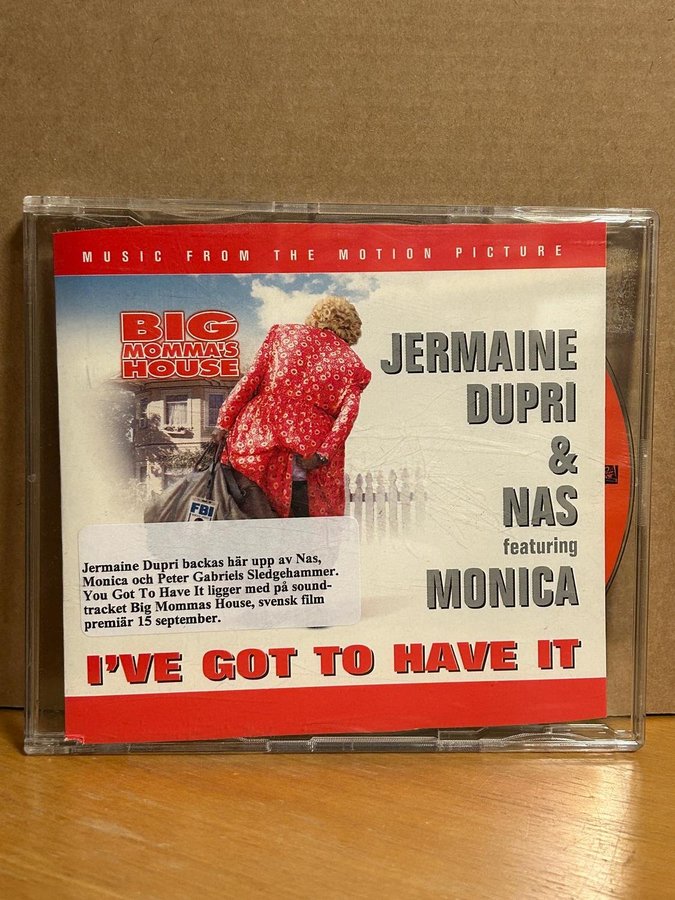 MUSIC FROM THE MOTION PICTURE
BIG
MOMMA'S
HOUSE
JERMAINE
DUPRI
&
NAS
featuring
MONICA
FBI
Jermaine Dupri backas här upp av Nas,
Monica och Peter Gabriels Sledgehammer.
You Got To Have It ligger med på sound-
tracket Big Mommas House, svensk film
premiär 15 september.
I'VE GOT TO HAVE IT